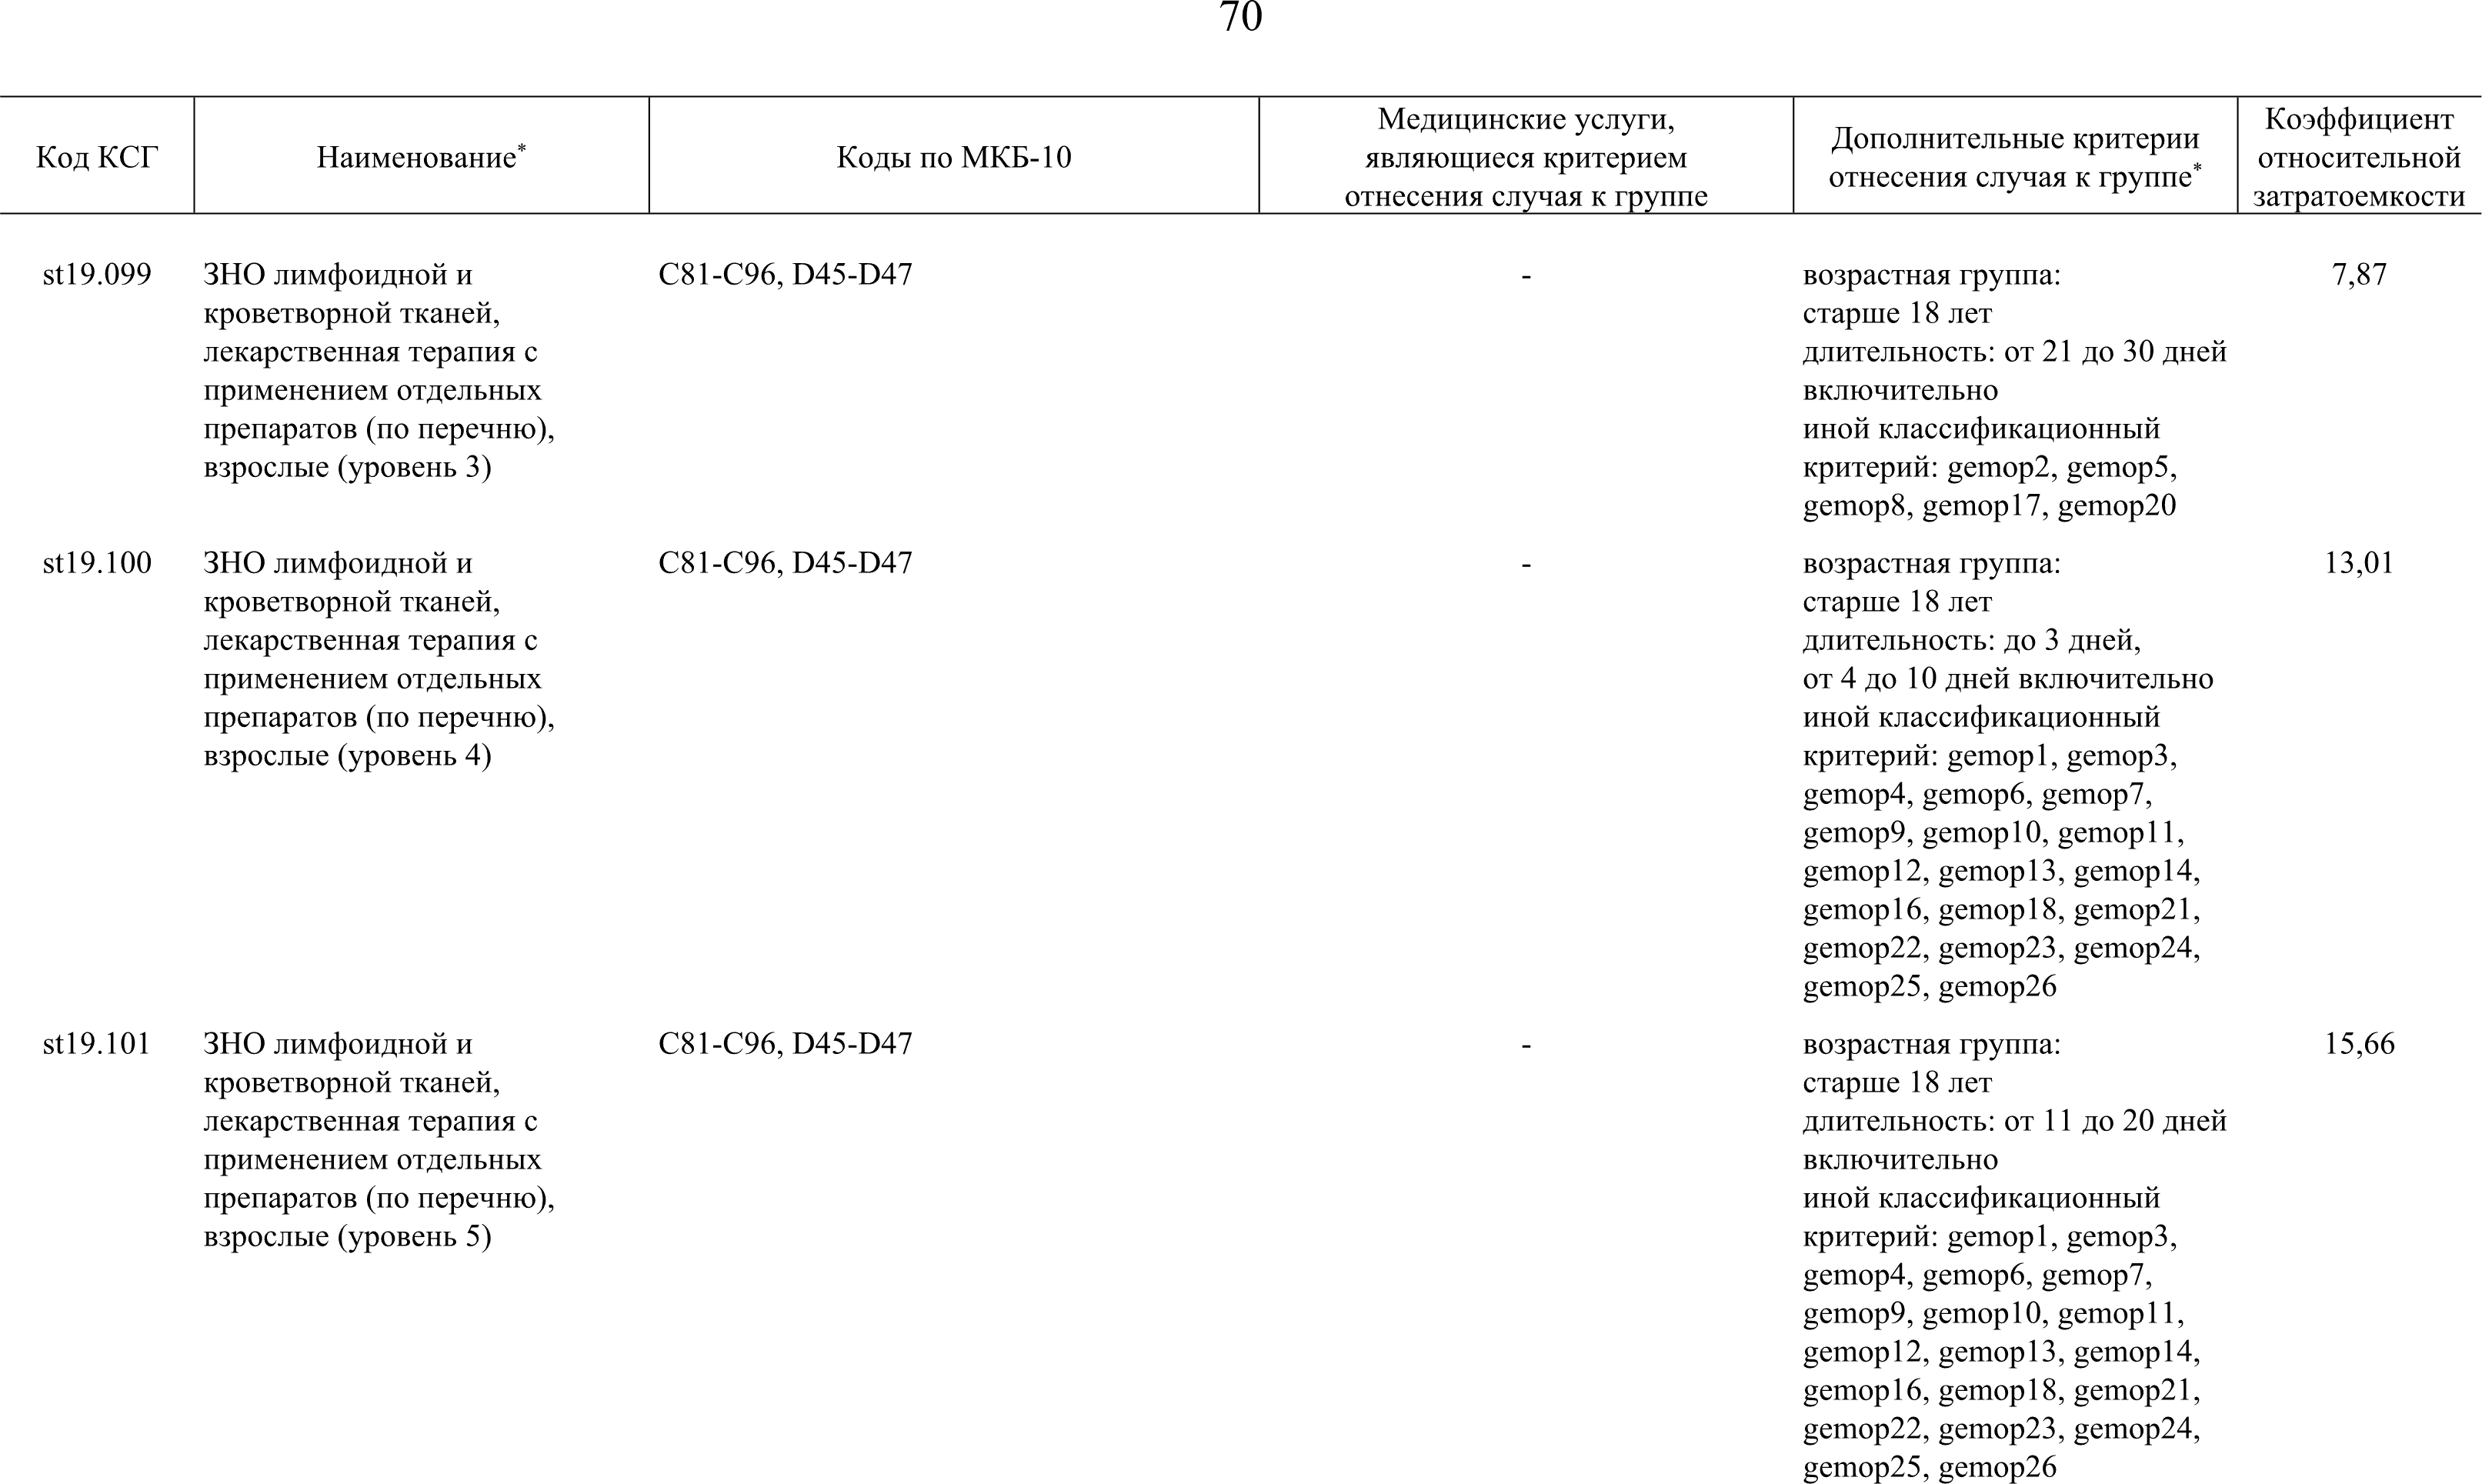 70
Код КСГ
Наименование*
Коды по МКБ-10
Медицинские услуги,
являющиеся критерием
отнесения случая к группе
Дополнительные критерии
отнесения случая к группе*
Коэффициент
относительной
затратоемкости
st19.099
ЗНО лимфоидной и
кроветворной тканей,
лекарственная терапия с
применением отдельных
препаратов (по перечню),
взрослые (уровень 3)
C81-C96, D45-D47
-
возрастная группа:
старше 18 лет
длительность: от 21 до 30 дней
включительно
иной классификационный
критерий: gemop2, gemop5,
gemop8, gemop17, gemop20
7,87
st19.100
ЗНО лимфоидной и
кроветворной тканей,
лекарственная терапия с
применением отдельных
препаратов (по перечню),
взрослые (уровень 4)
C81-C96, D45-D47
-
возрастная группа:
старше 18 лет
длительность: до 3 дней,
от 4 до 10 дней включительно
иной классификационный
критерий: gemop1, gemop3,
gemop4, gemop6, gemop7,
gemop9, gemop10, gemop11,
gemop12, gemop13, gemop14,
gemop16, gemop18, gemop21,
gemop22, gemop23, gemop24,
gemop25, gemop26
13,01
st19.101
ЗНО лимфоидной и
кроветворной тканей,
лекарственная терапия с
применением отдельных
препаратов (по перечню),
взрослые (уровень 5)
C81-C96, D45-D47
-
возрастная группа:
старше 18 лет
длительность: от 11 до 20 дней
включительно
иной классификационный
критерий: gemop1, gemop3,
gemop4, gemop6, gemop7,
gemop9, gemop10, gemop11,
gemop12, gemop13, gemop14,
gemop16, gemop18, gemop21,
gemop22, gemop23, gemop24,
gemop25, gemop26
15,66